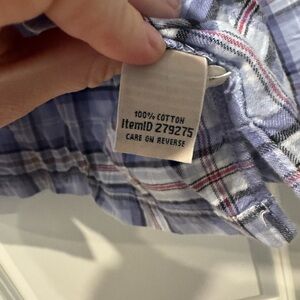 100% COTTON
ItemID 279275
CARE ON REVERSE